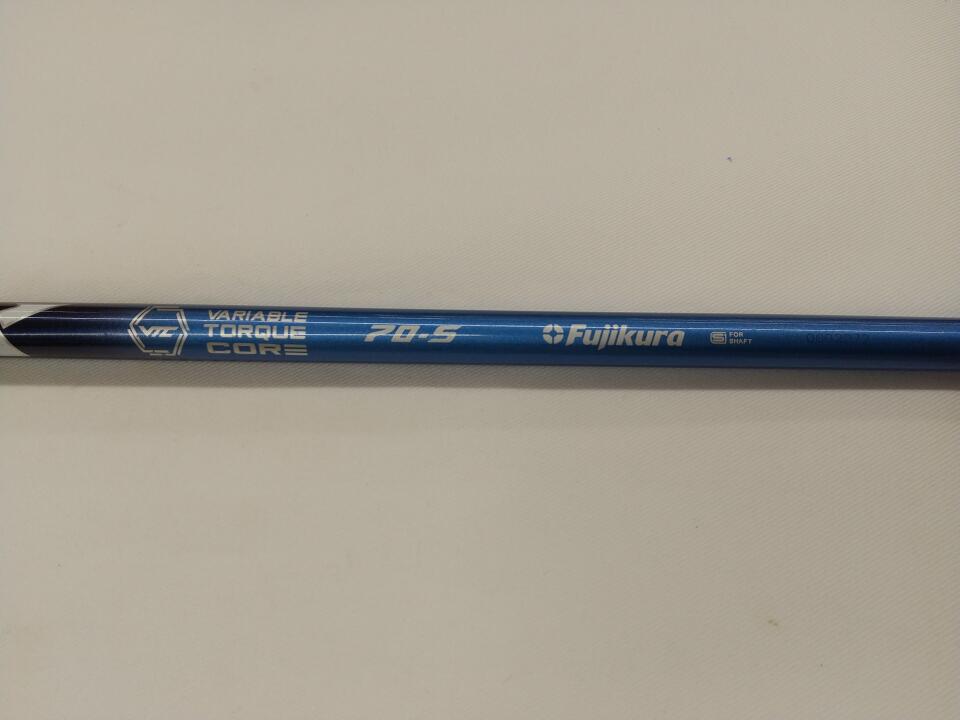 VTC
VARIABLE
TORQUE
CORE
70-S
Fujikura
S FOR
SHAFT